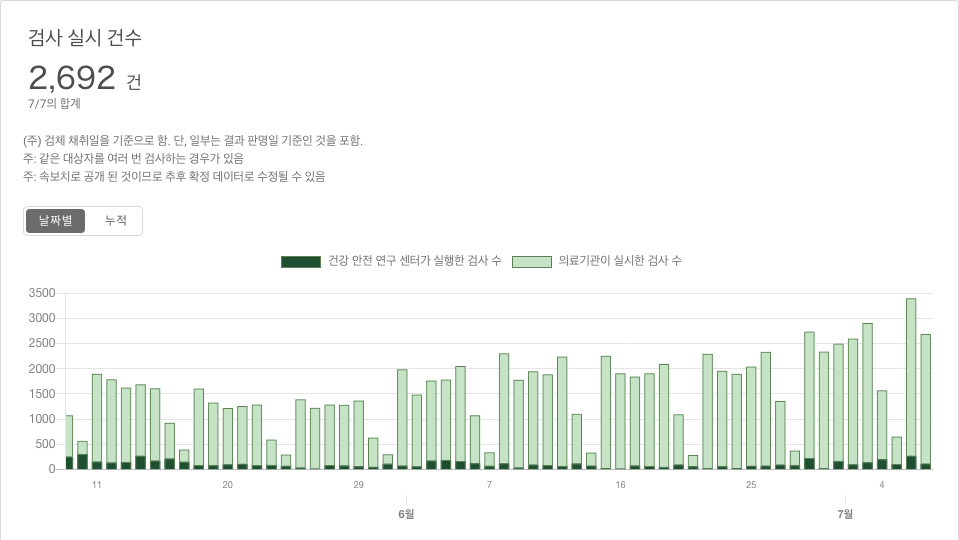 검사 실시 건수
2,692 건
7/7의 합계
(주) 검체 채취일을 기준으로 함. 단, 일부는 결과 판명일 기준인 것을 포함.
주: 같은 대상자를 여러 번 검사하는 경우가 있음
주: 속보치로 공개 된 것이므로 추후 확정 데이터로 수정될 수 있음
날짜별 누적
건강 안전 연구 센터가 실행한 검사 수 의료기관이 실시한 검사 수
3500
3000
2500
2000
1500
1000
500
0
11 20 29 7 16 25 4
6월 7월